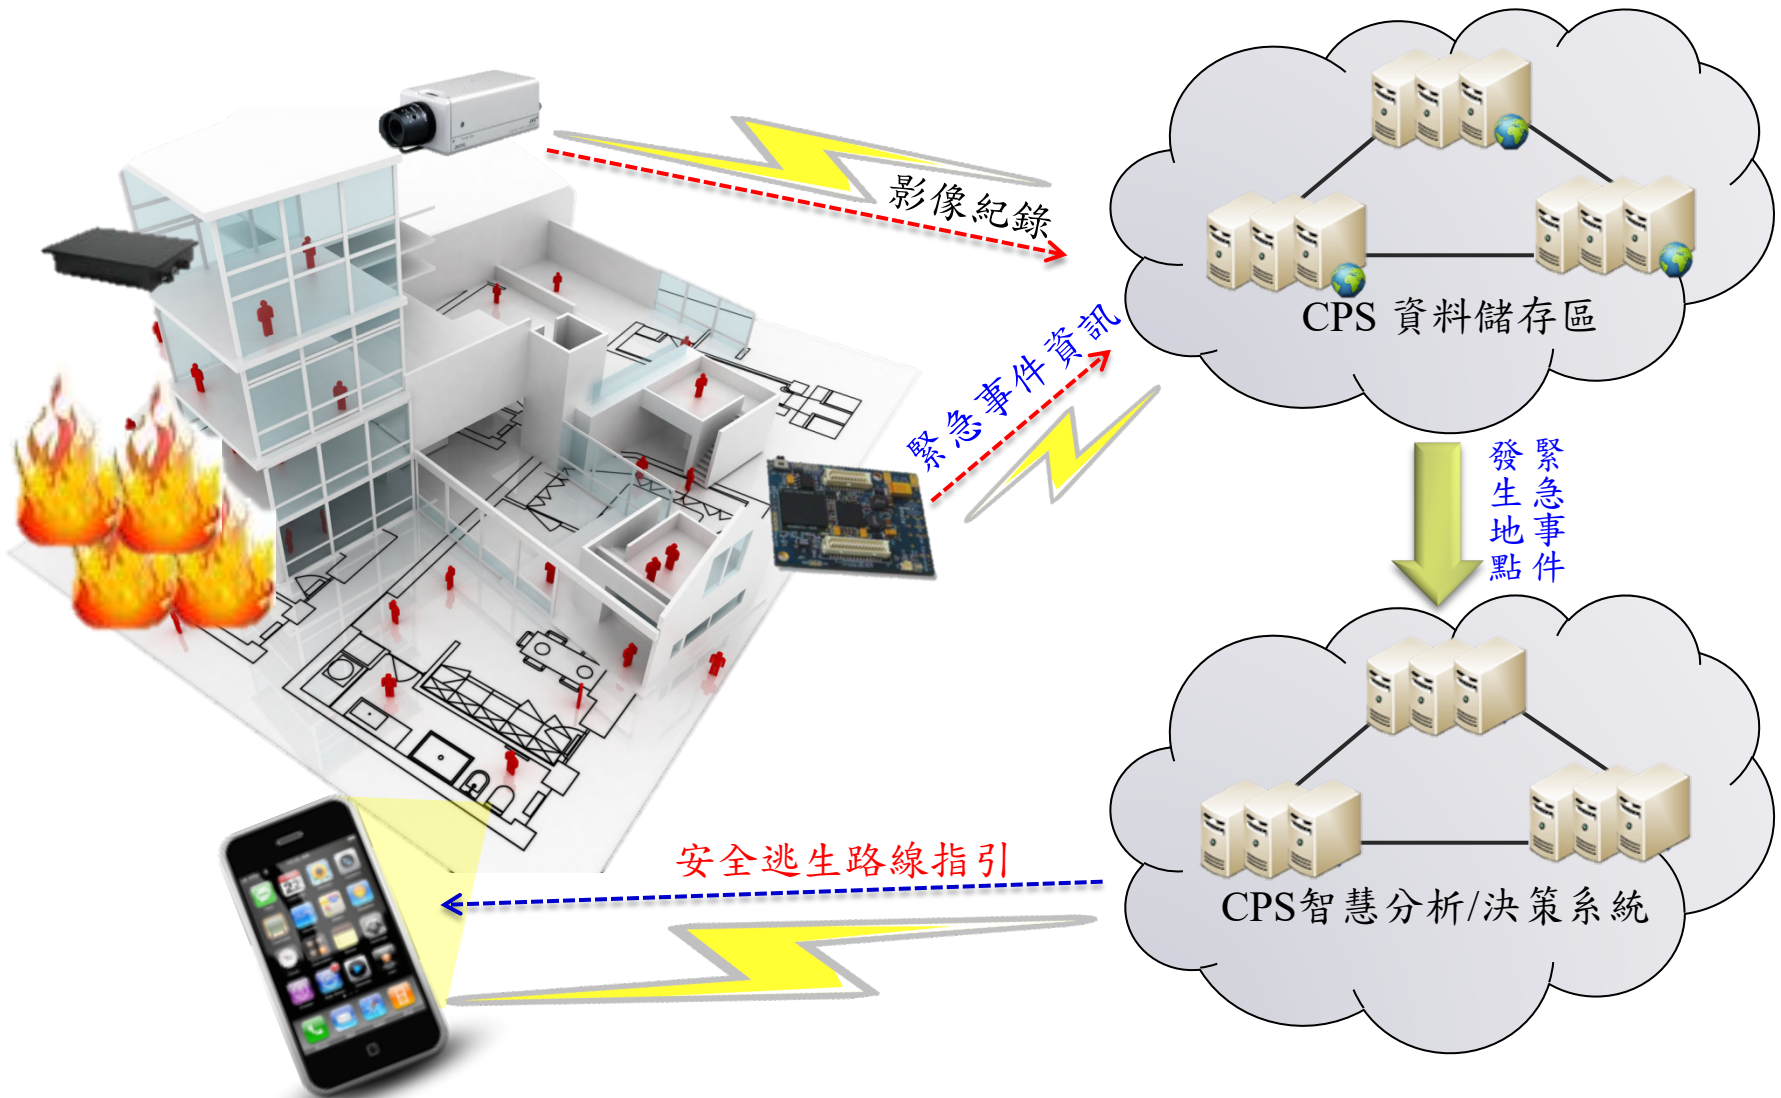 影像紀錄
CPS 資料儲存區
緊急事件資訊
緊急事件
發生地點
安全逃生路線指引
CPS智慧分析/決策系統